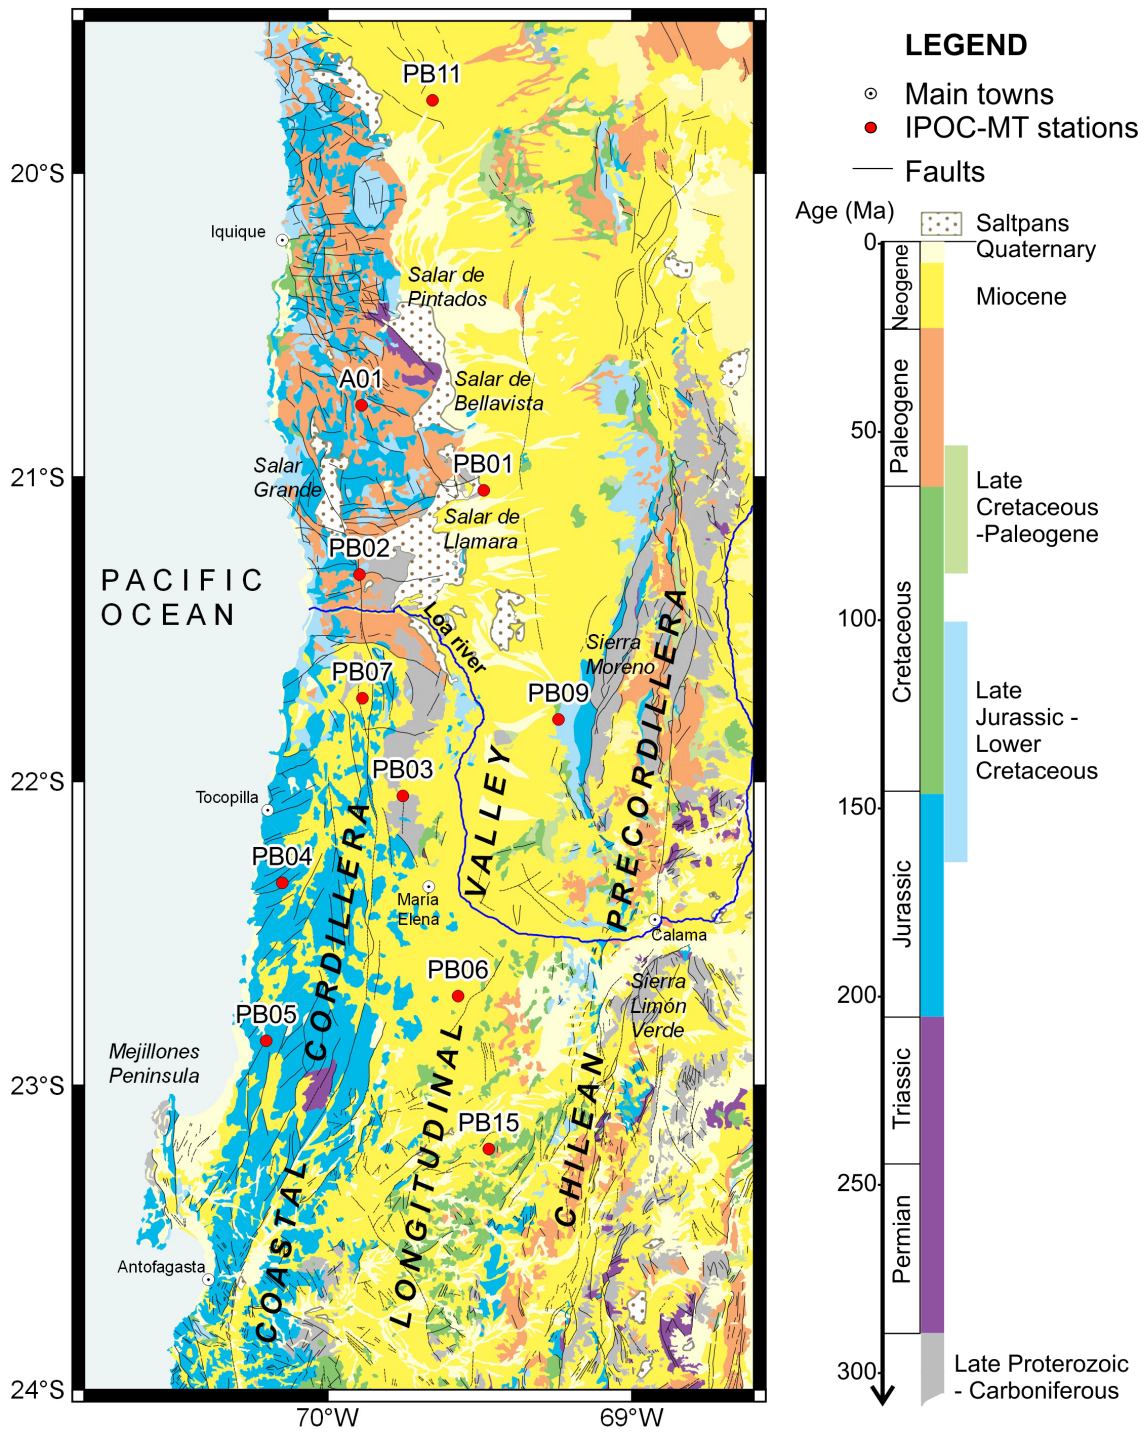 LEGEND
Main towns
IPOC-MT stations
Faults
Age (Ma)
Saltpans
Quaternary
Miocene
Late
Cretaceous
-Paleogene
Late
Jurassic -
Lower
Cretaceous
Late Proterozoic
- Carboniferous
0
50
100
150
200
250
300
Neogene
Paleogene
Cretaceous
Jurassic
Triassic
Permian
20°S
21°S
22°S
23°S
24°S
70°W
69°W
PB11
Iquique
Salar de
Pintados
A01
Salar de
Bellavista
Salar
Grande
PB01
Salar de
Llamara
PB02
PACIFIC
OCEAN
Loa river
Sierra
Moreno
PB07
PB09
PB03
Tocopilla
PB04
Maria
Elena
Calama
PB06
Sierra
Limón
Verde
PB05
Mejillones
Peninsula
PB15
Antofagasta
COASTAL CORDILLERA
LONGITUDINAL VALLEY
CHILEAN PRECORDILLERA